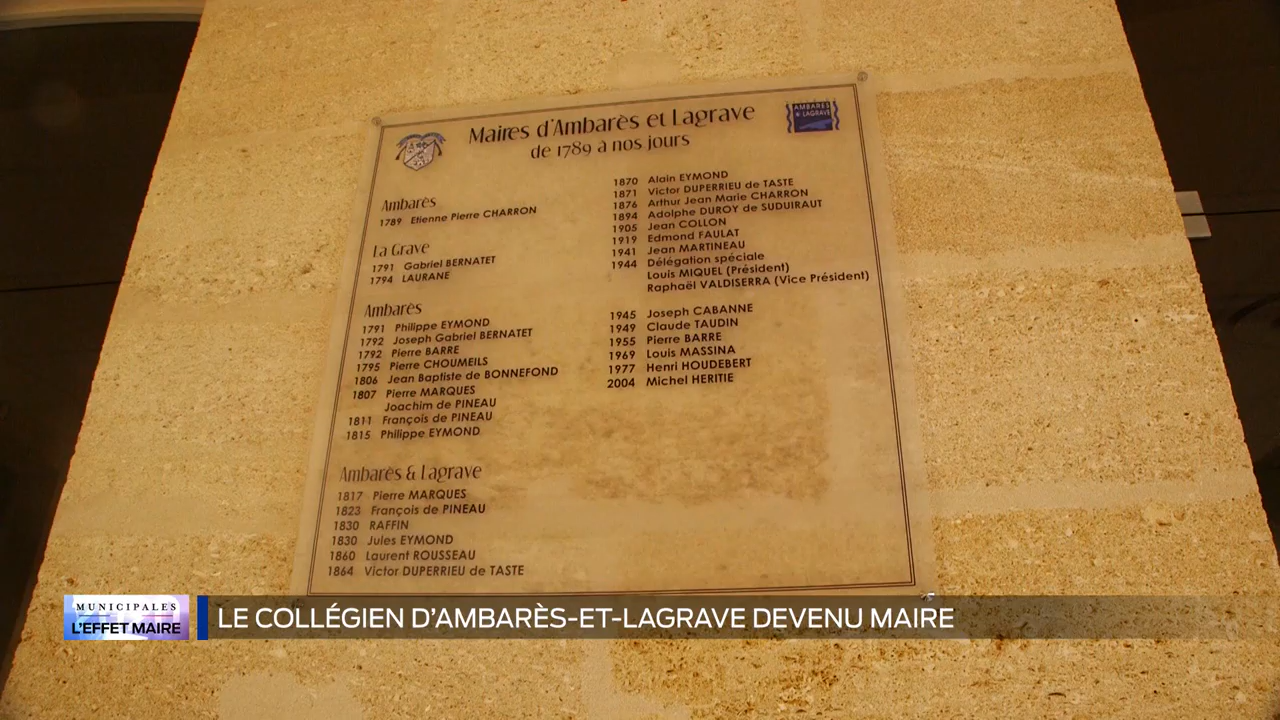 Maires d'Ambarès et Lagrave
de 1789 à nos jours
AMBARÈS
& LAGRAVE
Ambarès
1789 Etienne Pierre CHARRON
La Grave
1791 Gabriel BERNATET
1794 LAURANE
Ambarès
1791 Philippe EYMOND
1792 Joseph Gabriel BERNATET
1792 Pierre BARRE
1795 Pierre CHOUMEILS
1806 Jean Baptiste de BONNEFOND
1807 Pierre MARQUES
Joachim de PINEAU
1811 François de PINEAU
1815 Philippe EYMOND
Ambarès & Lagrave
1817 Pierre MARQUES
1823 François de PINEAU
1830 RAFFIN
1830 Jules EYMOND
1860 Laurent ROUSSEAU
1864 Victor DUPERRIEU de TASTE
1870 Alain EYMOND
1871 Victor DUPERRIEU de TASTE
1876 Arthur Jean Marie CHARRON
1894 Adolphe DUROY de SUDUIRAUT
1905 Jean COLLON
1919 Edmond FAULAT
1941 Jean MARTINEAU
1944 Délégation spéciale
Louis MIQUEL (Président)
Raphaël VALDISERRA (Vice Président)
1945 Joseph CABANNE
1949 Claude TAUDIN
1955 Pierre BARRE
1969 Louis MASSINA
1977 Henri HOUDEBERT
2004 Michel HERITIE
MUNICIPALES
L'EFFET MAIRE
LE COLLÉGIEN D'AMBARÈS-ET-LAGRAVE DEVENU MAIRE